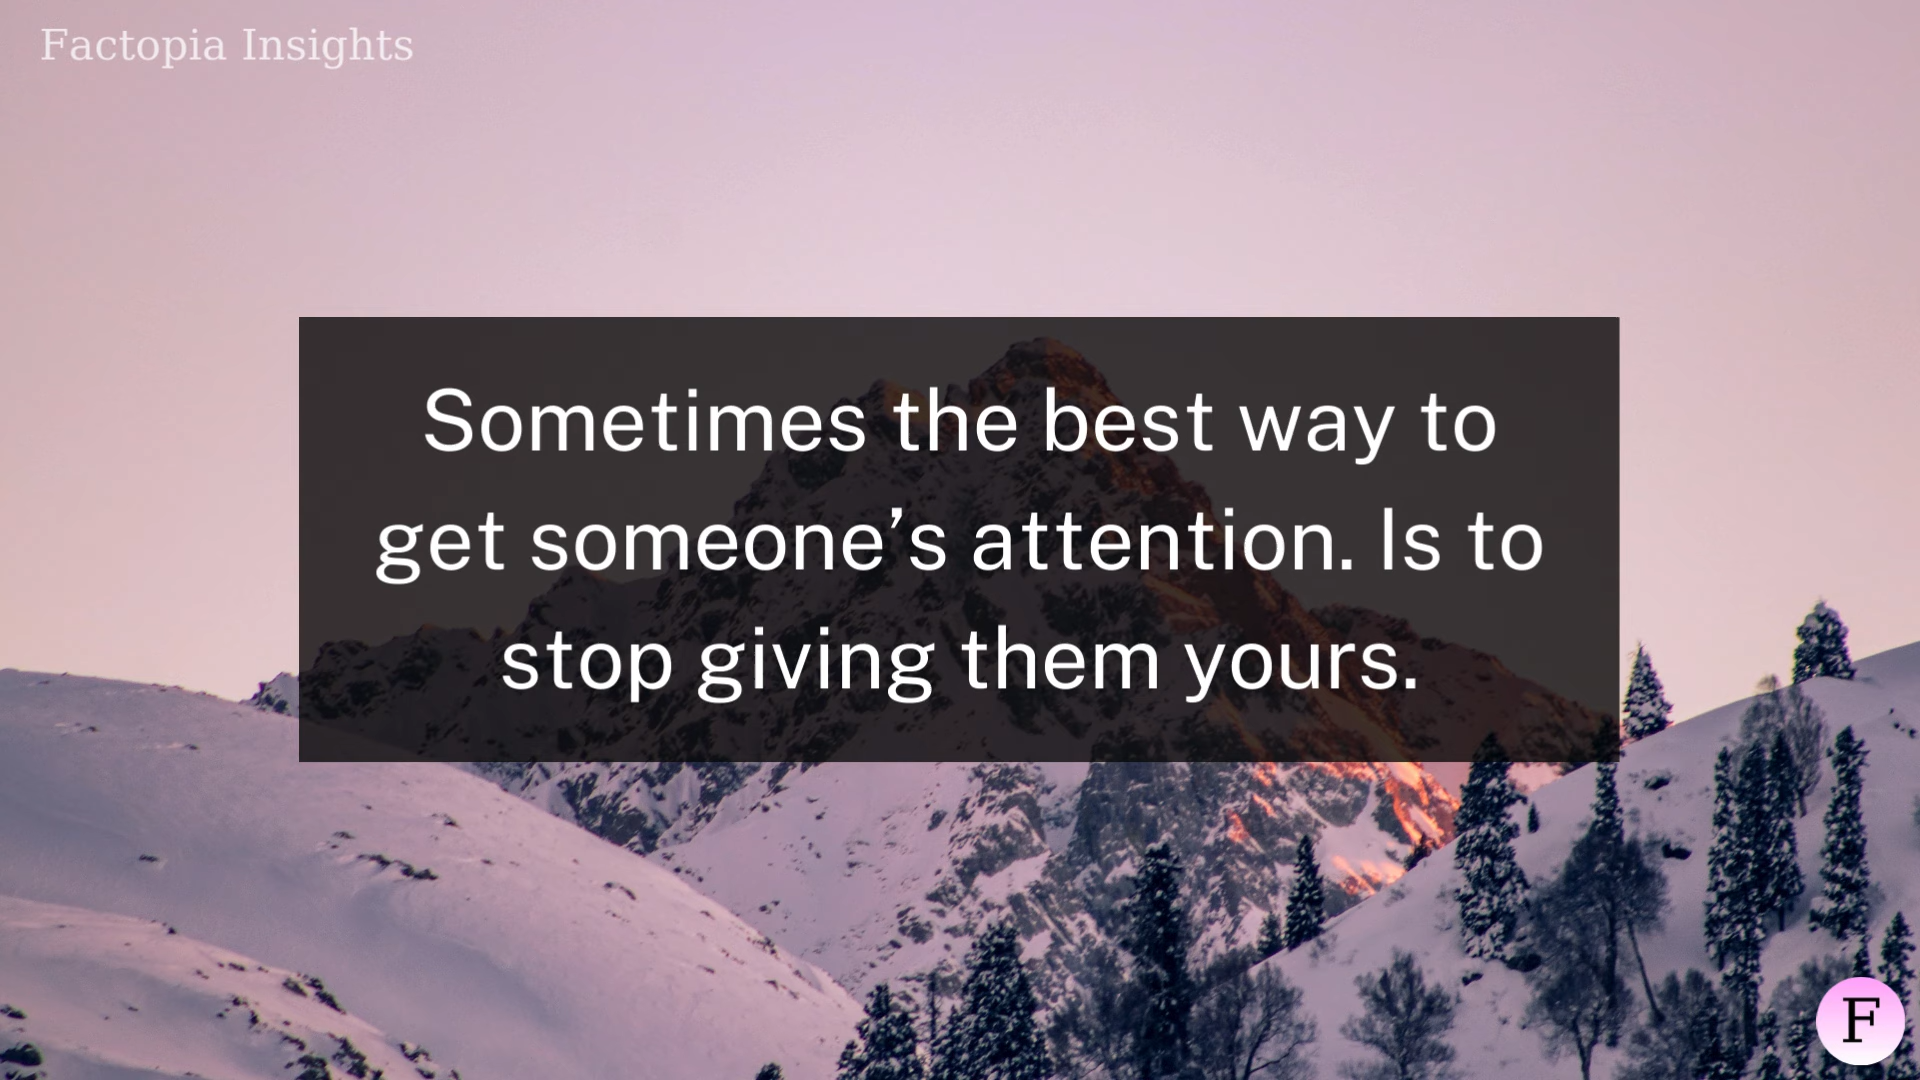 Factopia Insights
Sometimes the best way to
get someone’s attention. Is to
stop giving them yours.
F